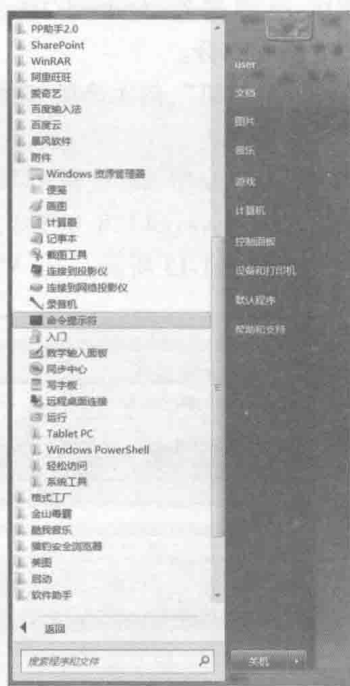 PP助手2.0
SharePoint
WinRAR
阿里旺旺
爱奇艺
百度输入法
百度云
暴风软件
附件
Windows 资源管理器
便笺
画图
计算器
记事本
截图工具
连接到投影仪
连接到网络投影仪
录音机
命令提示符
入门
数学输入面板
同步中心
写字板
远程桌面连接
运行
Tablet PC
Windows PowerShell
轻松访问
系统工具
格式工厂
金山毒霸
酷我音乐
猎豹安全浏览器
美图
启动
软件助手
返回
搜索程序和文件
user
文档
图片
音乐
游戏
计算机
控制面板
设备和打印机
默认程序
帮助和支持
关机